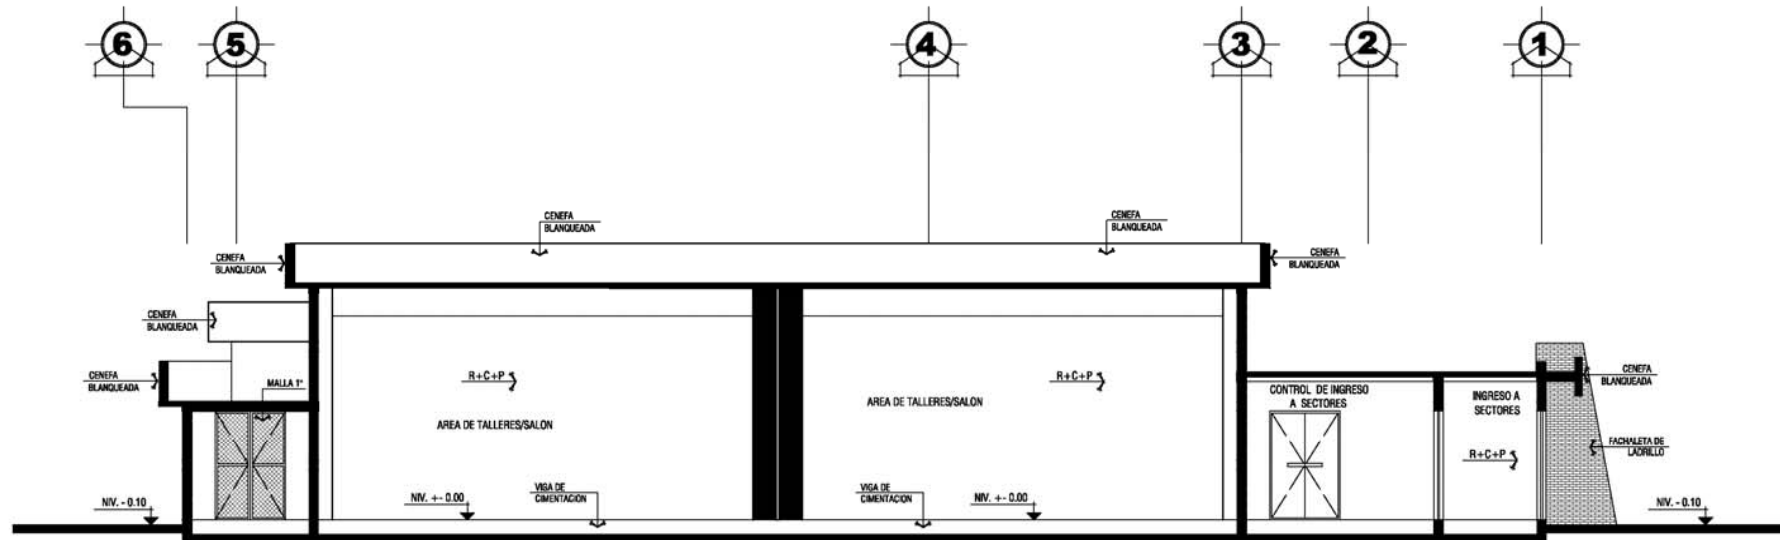 6 5 4 3 2 1
CENEFA
BLANQUEADA
CENEFA
BLANQUEADA
CENEFA
BLANQUEADA
CENEFA
BLANQUEADA
CENEFA
BLANQUEADA
CENEFA
BLANQUEADA
MALLA 1"
R+C+P
R+C+P
CONTROL DE INGRESO
A SECTORES
INGRESO A
SECTORES
CENEFA
BLANQUEADA
AREA DE TALLERES/SALON
AREA DE TALLERES/SALON
FACHALETA DE
LADRILLO
R+C+P
NIV. - 0.10
NIV. +- 0.00
VIGA DE
CIMENTACION
VIGA DE
CIMENTACION
NIV. +- 0.00
NIV. - 0.10